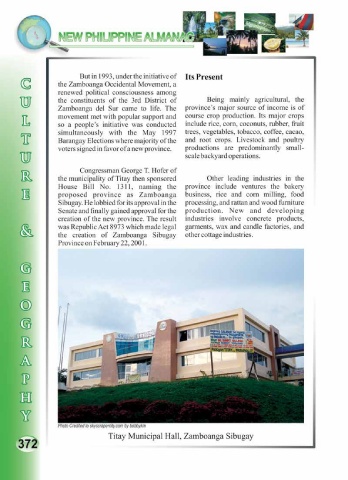 NEW PHILIPPINE ALMANAC
CULTURE & GEOGRAPHY
But in 1993, under the initiative of
the Zamboanga Occidental Movement, a
renewed political consciousness among
the constituents of the 3rd District of
Zamboanga del Sur came to life. The
movement met with popular support and
so a people's initiative was conducted
simultaneously with the May 1997
Barangay Elections where majority of the
voters signed in favor of a new province.
Congressman George T. Hofer of
the municipality of Titay then sponsored
House Bill No. 1311, naming the
proposed province as Zamboanga
Sibugay. He lobbied for its approval in the
Senate and finally gained approval for the
creation of the new province. The result
was Republic Act 8973 which made legal
the creation of Zamboanga Sibugay
Province on February 22, 2001.
Its Present
Being mainly agricultural, the
province's major source of income is of
course crop production. Its major crops
include rice, corn, coconuts, rubber, fruit
trees, vegetables, tobacco, coffee, cacao,
and root crops. Livestock and poultry
productions are predominantly small-
scale backyard operations.
Other leading industries in the
province include ventures the bakery
business, rice and corn milling, food
processing, and rattan and wood furniture
production. New and developing
industries involve concrete products,
garments, wax and candle factories, and
other cottage industries.
Photo Credited to skyscrapercity.com by
Titay Municipal Hall, Zamboanga Sibugay
372